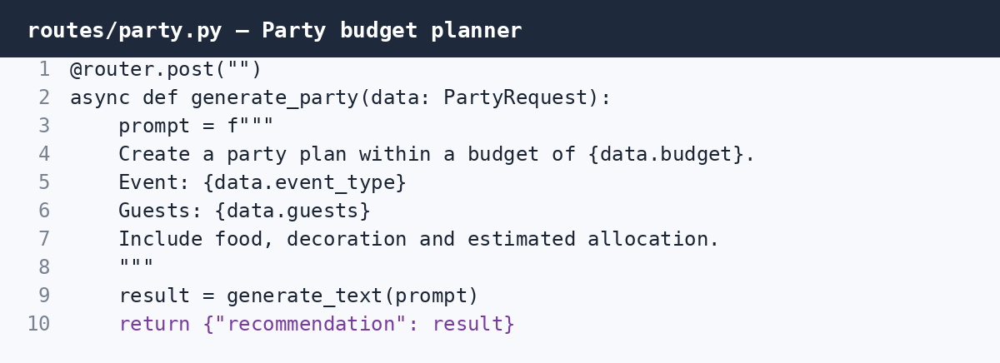 routes/party.py — Party budget planner
1 @router.post("")
2 async def generate_party(data: PartyRequest):
3     prompt = f"""
4     Create a party plan within a budget of {data.budget}.
5     Event: {data.event_type}
6     Guests: {data.guests}
7     Include food, decoration and estimated allocation.
8     """
9     result = generate_text(prompt)
10     return {"recommendation": result}